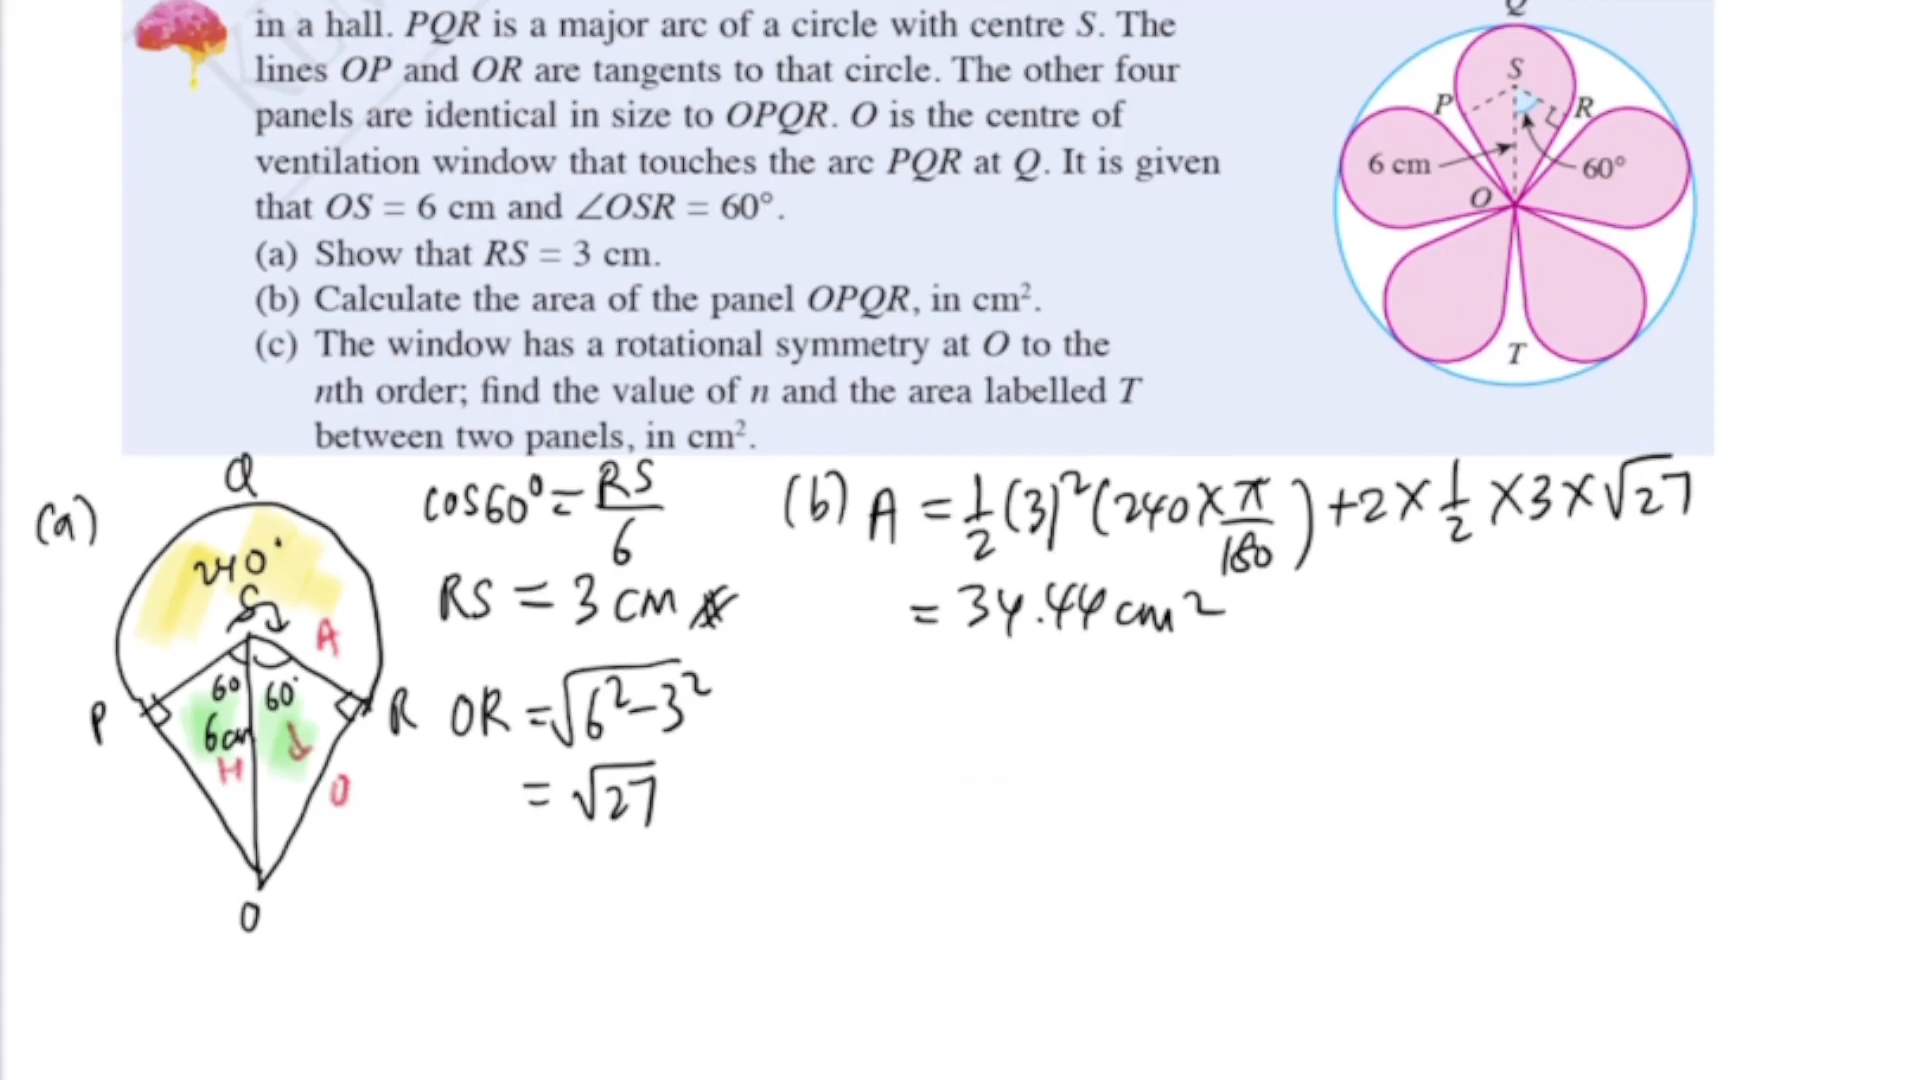 in a hall. PQR is a major arc of a circle with centre S. The
lines OP and OR are tangents to that circle. The other four
panels are identical in size to OPQR. O is the centre of
ventilation window that touches the arc PQR at Q. It is given
that OS = 6 cm and ∠OSR = 60°.
(a) Show that RS = 3 cm.
(b) Calculate the area of the panel OPQR, in cm².
(c) The window has a rotational symmetry at O to the
nth order; find the value of n and the area labelled T
between two panels, in cm².
Q
S
P
R
6 cm
60°
O
T
(a)
Q
240°
S
A
60
60°
P
R
6cm
H
O
O
cos60° = RS/6
RS = 3 cm
OR = √6²-3²
= √27
(b) A = 1/2 (3)² (240 × π/180) + 2 × 1/2 × 3 × √27
= 34.44 cm²